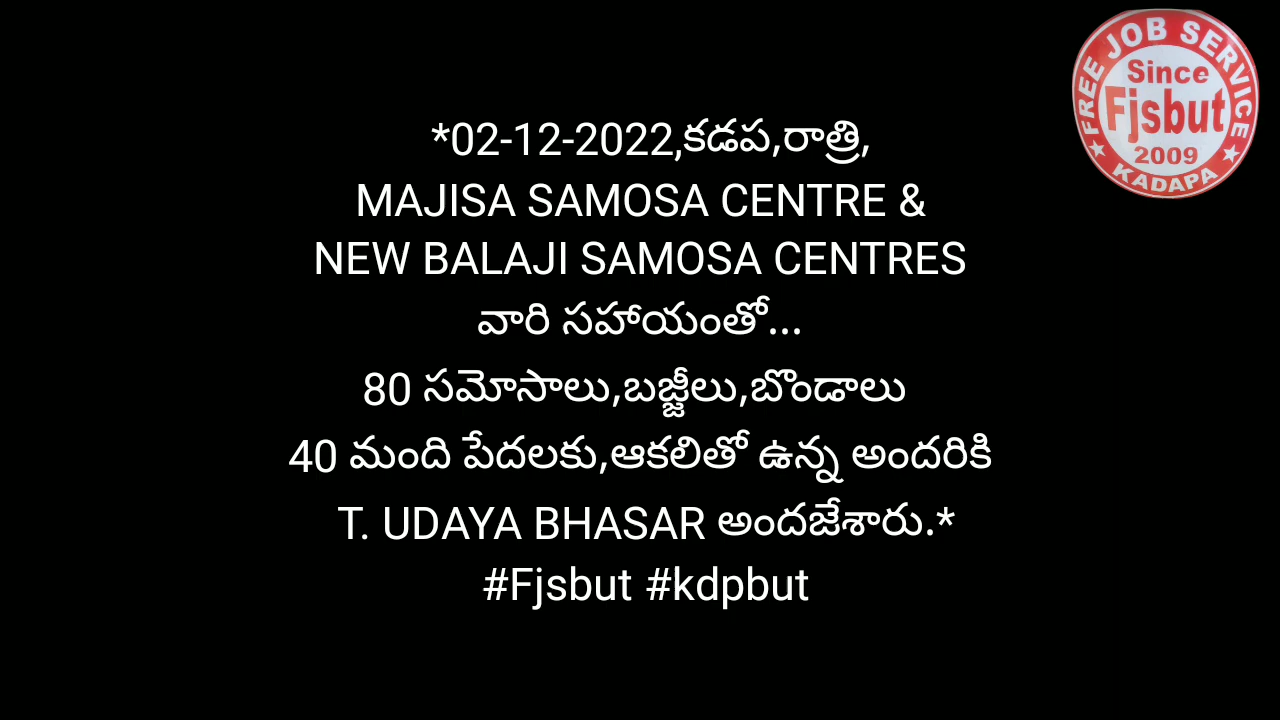 FREE JOB SERVICE
Since
Fjsbut
2009
KADAPA
*02-12-2022,కడప,రాత్రి,
MAJISA SAMOSA CENTRE &
NEW BALAJI SAMOSA CENTRES
వారి సహాయంతో...
80 సమోసాలు,బజ్జీలు,బొండాలు
40 మంది పేదలకు,ఆకలితో ఉన్న అందరికి
T. UDAYA BHASAR అందజేశారు.*
#Fjsbut #kdpbut